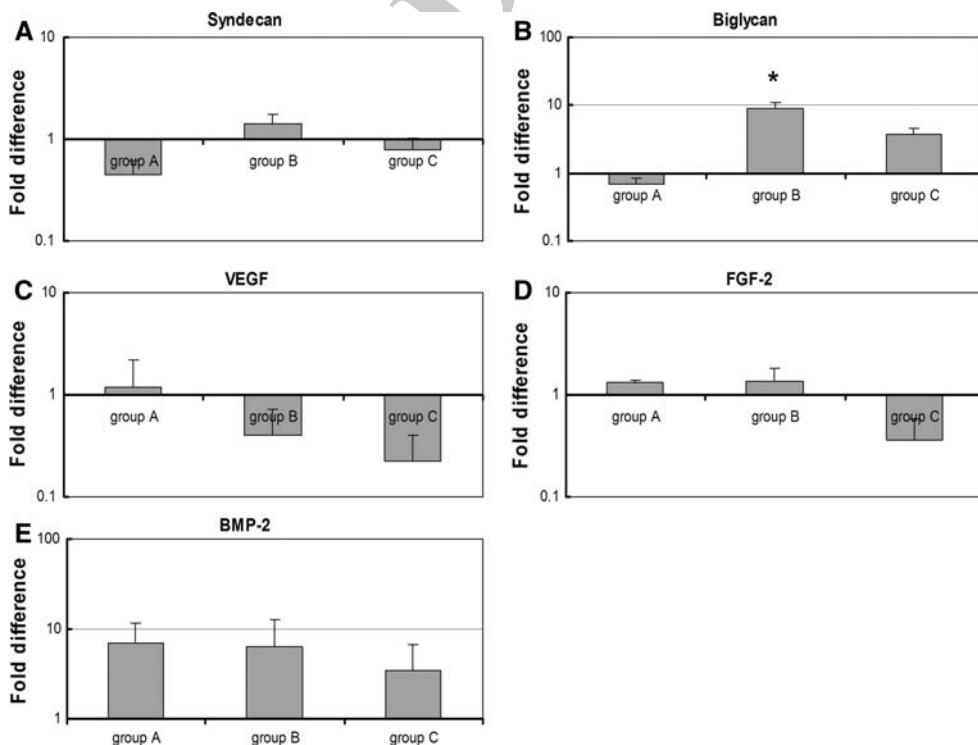 A
Syndecan
Fold difference
10
1
0.1
group A
group B
group C
B
Biglycan
*
Fold difference
100
10
1
0.1
group A
group B
group C
C
VEGF
Fold difference
10
1
0.1
group A
group B
group C
D
FGF-2
Fold difference
10
1
0.1
group A
group B
group C
E
BMP-2
Fold difference
100
10
1
group A
group B
group C